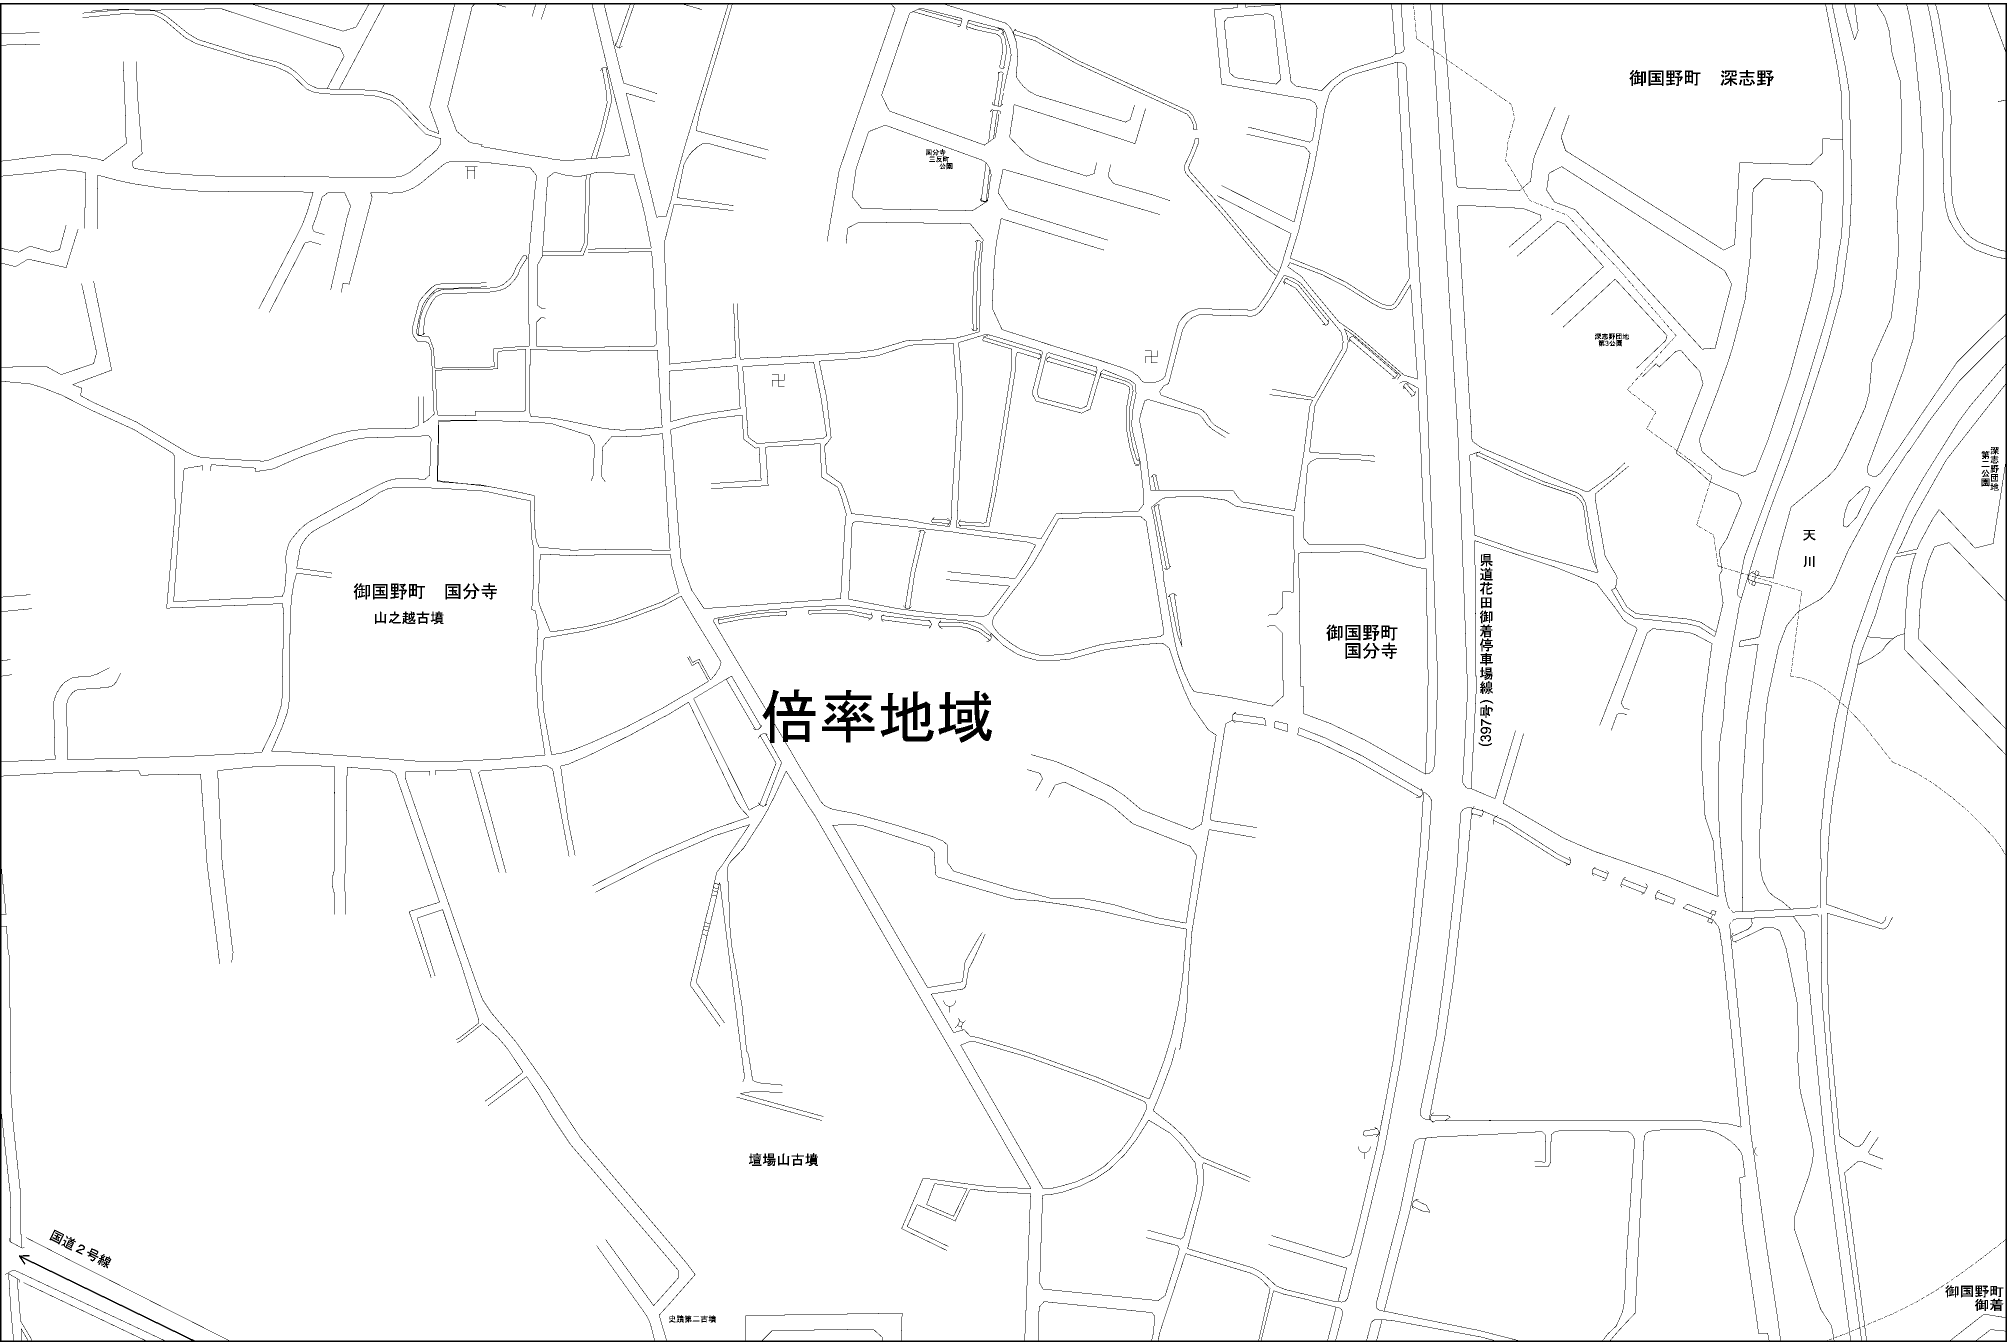 御国野町　深志野
国分寺
三反町
公園
深志野団地
第3公園
深志野団地
第二公園
天川
県道花田御着停車場線(397号)
御国野町　国分寺
山之越古墳
御国野町
国分寺
倍率地域
壇場山古墳
国道２号線
史蹟第二古墳
御国野町
御着